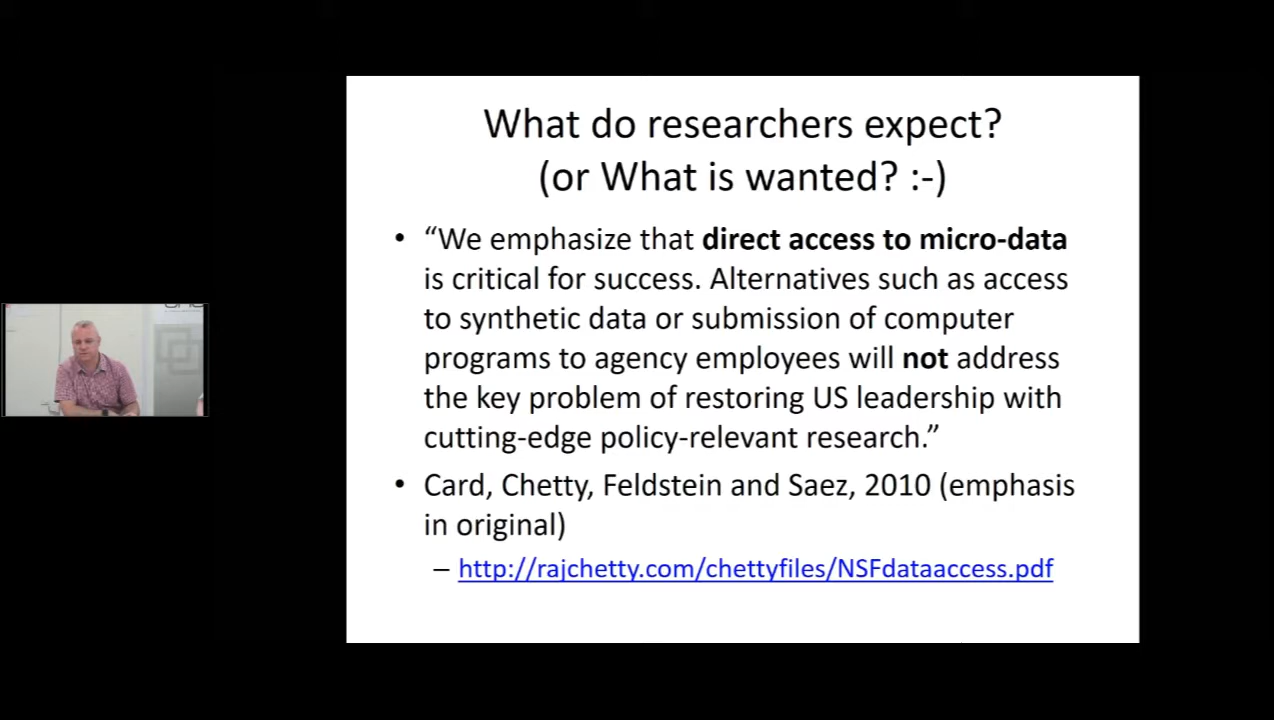 What do researchers expect?
(or What is wanted? :-)
• “We emphasize that direct access to micro-data
is critical for success. Alternatives such as access
to synthetic data or submission of computer
programs to agency employees will not address
the key problem of restoring US leadership with
cutting-edge policy-relevant research.”
• Card, Chetty, Feldstein and Saez, 2010 (emphasis
in original)
– http://rajchetty.com/chettyfiles/NSFdataaccess.pdf